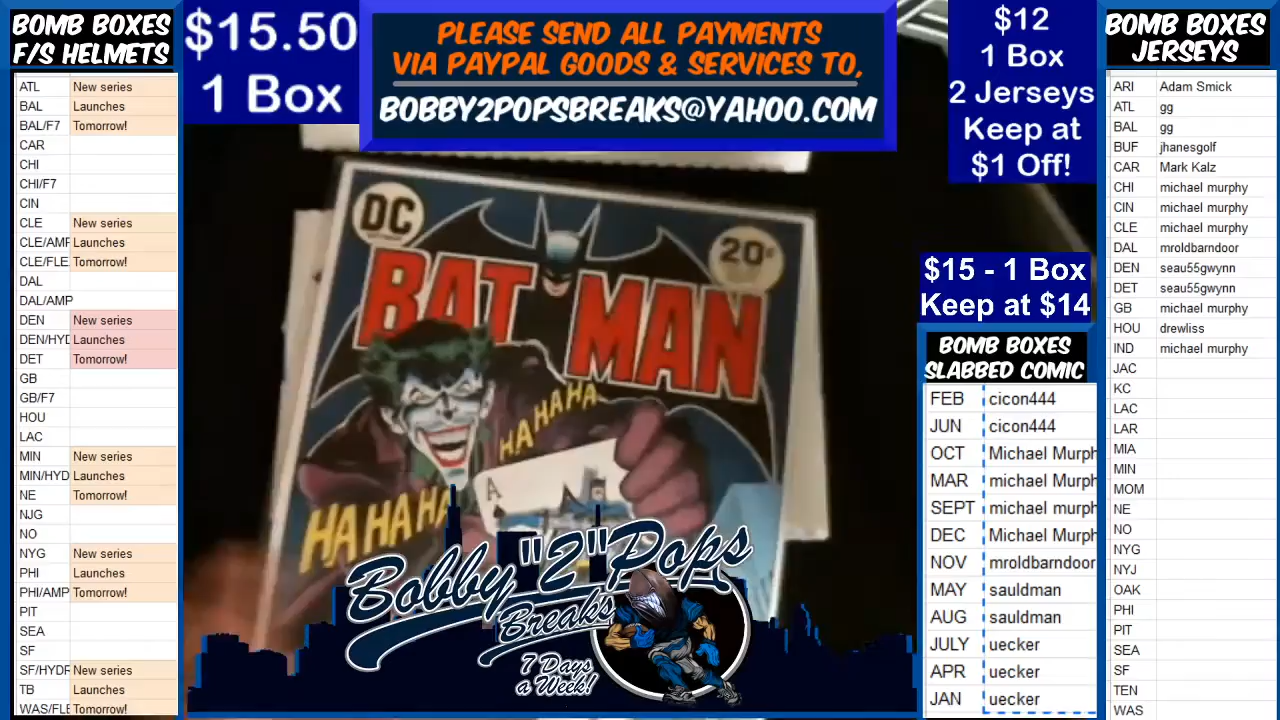 BOMB BOXES
F/S HELMETS
ATL New series
BAL Launches
BAL/F7 Tomorrow!
CAR
CHI
CHI/F7
CIN
CLE New series
CLE/AMP Launches
CLE/FLE Tomorrow!
DAL
DAL/AMP
DEN New series
DEN/HYD Launches
DET Tomorrow!
GB
GB/F7
HOU
LAC
MIN New series
MIN/HYD Launches
NE Tomorrow!
NJG
NO
NYG New series
PHI Launches
PHI/AMP Tomorrow!
PIT
SEA
SF
SF/HYDR New series
TB Launches
WAS/FLE Tomorrow!
$15.50
1 Box
PLEASE SEND ALL PAYMENTS
VIA PAYPAL GOODS & SERVICES TO,
BOBBY2POPSBREAKS@YAHOO.COM
DC
20¢
BATMAN
HA HA HA
HA HA HA
A
Bobby "2" Pops
Breaks
7 Days
a Week!
$12
1 Box
2 Jerseys
Keep at
$1 Off!
$15 - 1 Box
Keep at $14
BOMB BOXES
SLABBED COMIC
FEB cicon444
JUN cicon444
OCT Michael Murph
MAR michael Murph
SEPT michael murph
DEC Michael Murph
NOV mroldbarndoor
MAY sauldman
AUG sauldman
JULY uecker
APR uecker
JAN uecker
BOMB BOXES
JERSEYS
ARI Adam Smick
ATL gg
BAL gg
BUF jhanesgolf
CAR Mark Kalz
CHI michael murphy
CIN michael murphy
CLE michael murphy
DAL mroldbarndoor
DEN seau55gwynn
DET seau55gwynn
GB michael murphy
HOU drewliss
IND michael murphy
JAC
KC
LAC
LAR
MIA
MIN
MOM
NE
NO
NYG
NYJ
OAK
PHI
PIT
SEA
SF
TEN
WAS